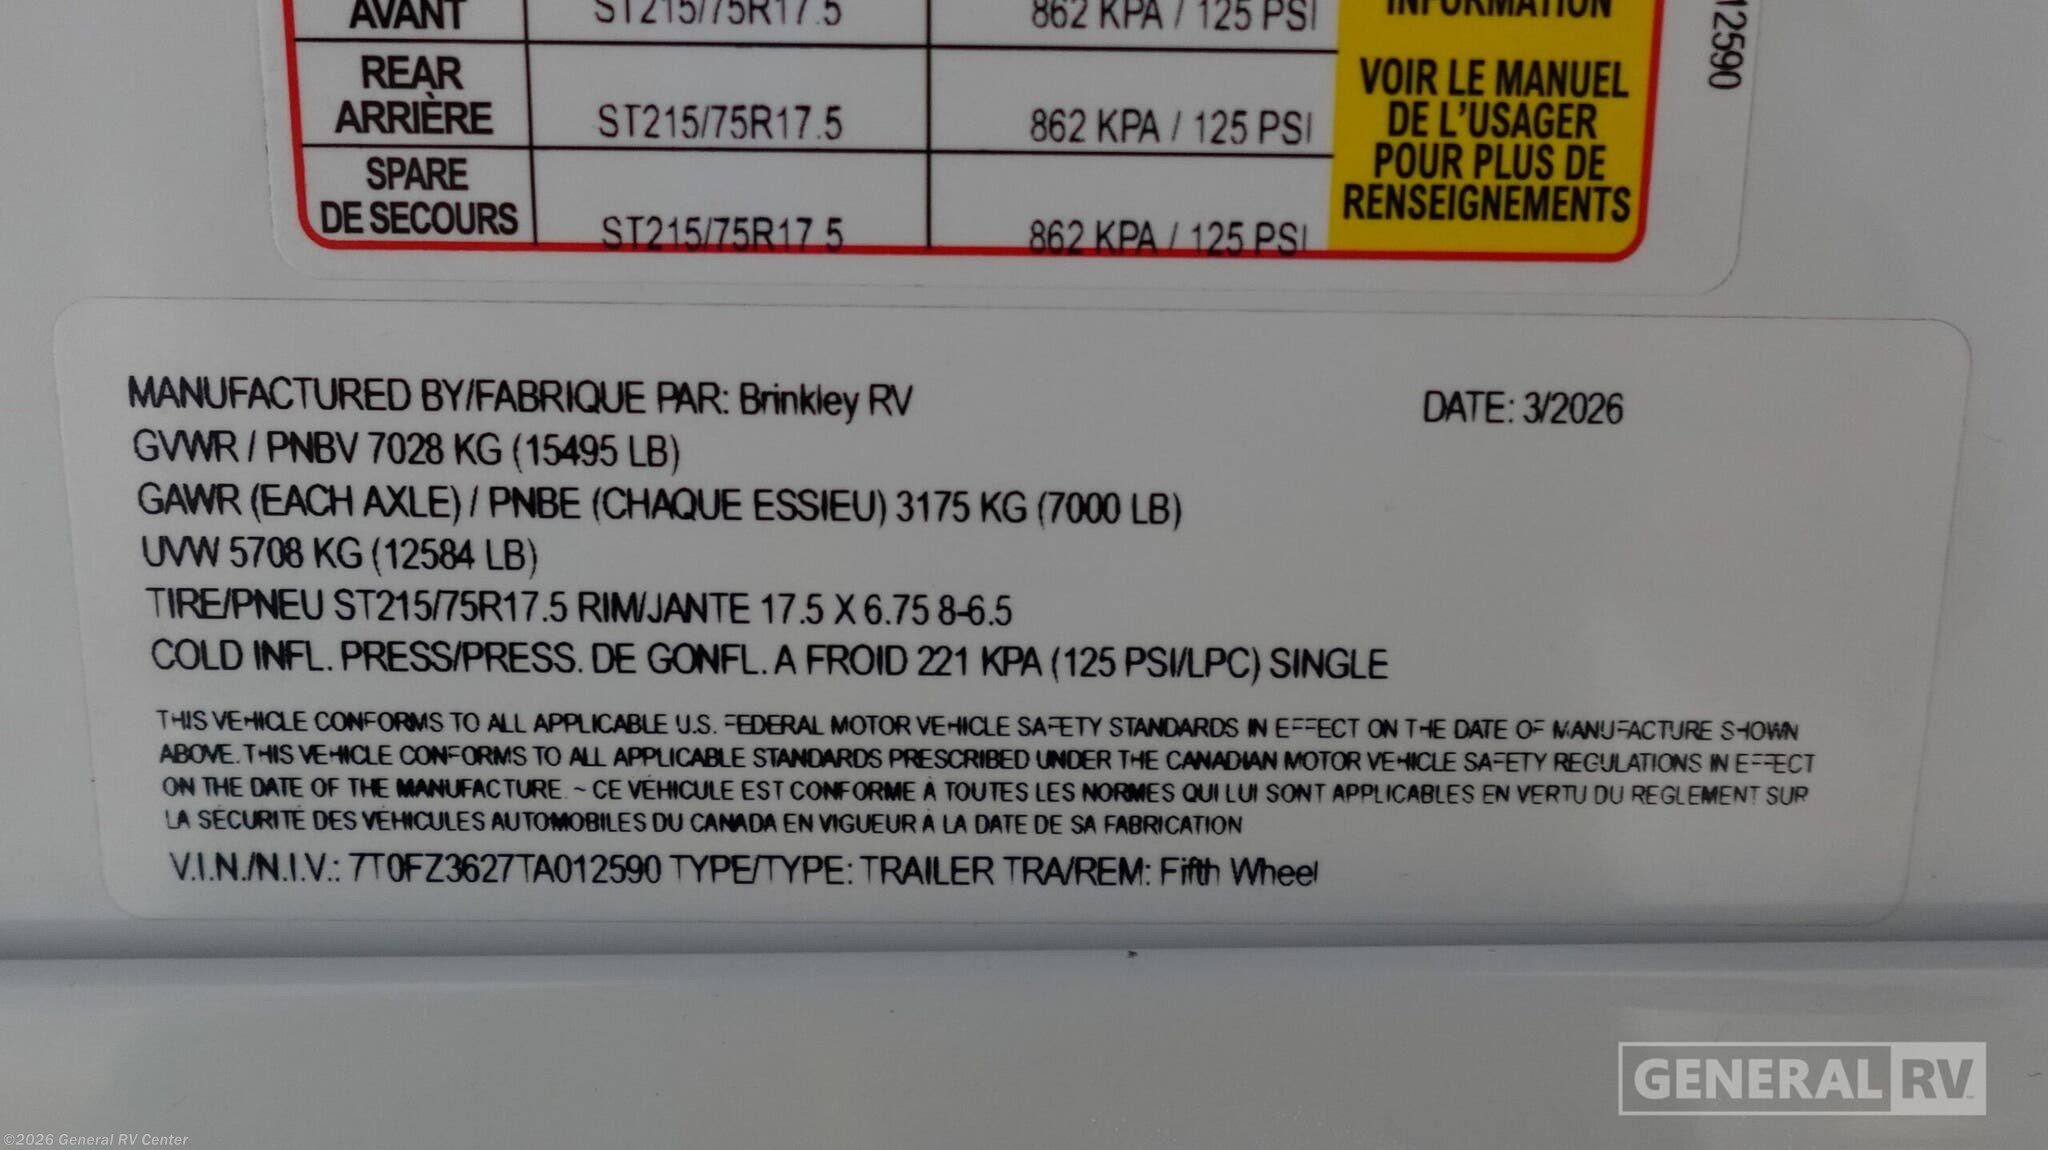 AVANT ST215/75R17.5 862 KPA / 125 PSI INFORMATION
REAR
ARRIÈRE ST215/75R17.5 862 KPA / 125 PSI
SPARE
DE SECOURS ST215/75R17.5 862 KPA / 125 PSI
VOIR LE MANUEL
DE L'USAGER
POUR PLUS DE
RENSEIGNEMENTS
12590
MANUFACTURED BY/FABRIQUE PAR: Brinkley RV DATE: 3/2026
GVWR / PNBV 7028 KG (15495 LB)
GAWR (EACH AXLE) / PNBE (CHAQUE ESSIEU) 3175 KG (7000 LB)
UVW 5708 KG (12584 LB)
TIRE/PNEU ST215/75R17.5 RIM/JANTE 17.5 X 6.75 8-6.5
COLD INFL. PRESS/PRESS. DE GONFL. A FROID 221 KPA (125 PSI/LPC) SINGLE
THIS VEHICLE CONFORMS TO ALL APPLICABLE U.S. FEDERAL MOTOR VEHICLE SAFETY STANDARDS IN EFFECT ON THE DATE OF MANUFACTURE SHOWN
ABOVE. THIS VEHICLE CONFORMS TO ALL APPLICABLE STANDARDS PRESCRIBED UNDER THE CANADIAN MOTOR VEHICLE SAFETY REGULATIONS IN EFFECT
ON THE DATE OF THE MANUFACTURE. ~ CE VÉHICULE EST CONFORME À TOUTES LES NORMES QUI LUI SONT APPLICABLES EN VERTU DU REGLEMENT SUR
LA SÉCURITÉ DES VÉHICULES AUTOMOBILES DU CANADA EN VIGUEUR À LA DATE DE SA FABRICATION
V.I.N./N.I.V.: 7T0FZ3627TA012590 TYPE/TYPE: TRAILER TRA/REM: Fifth Wheel
GENERAL RV
©2026 General RV Center